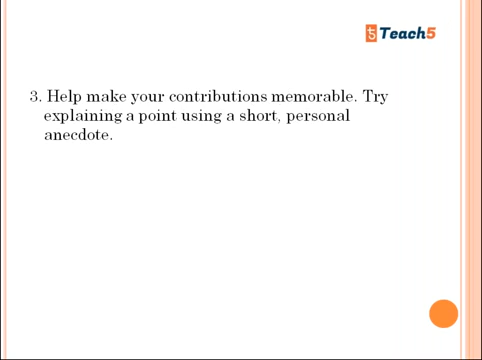 Teach5
3. Help make your contributions memorable. Try
explaining a point using a short, personal
anecdote.